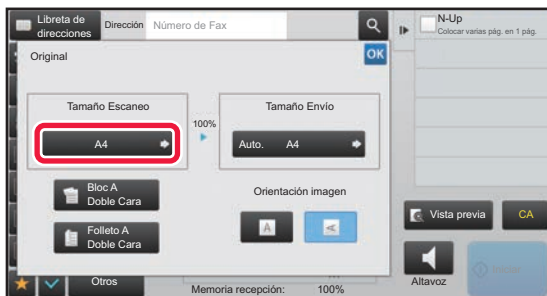 Libreta de
direcciones
Dirección
Número de Fax
N-Up
Colocar varias pág. en 1 pág.
Original
OK
Tamaño Escaneo
Tamaño Envío
100%
A4
Auto. A4
Bloc A
Doble Cara
Orientación imagen
A
A
Folleto A
Doble Cara
Vista previa
CA
Otros
Memoria recepción: 100%
Altavoz